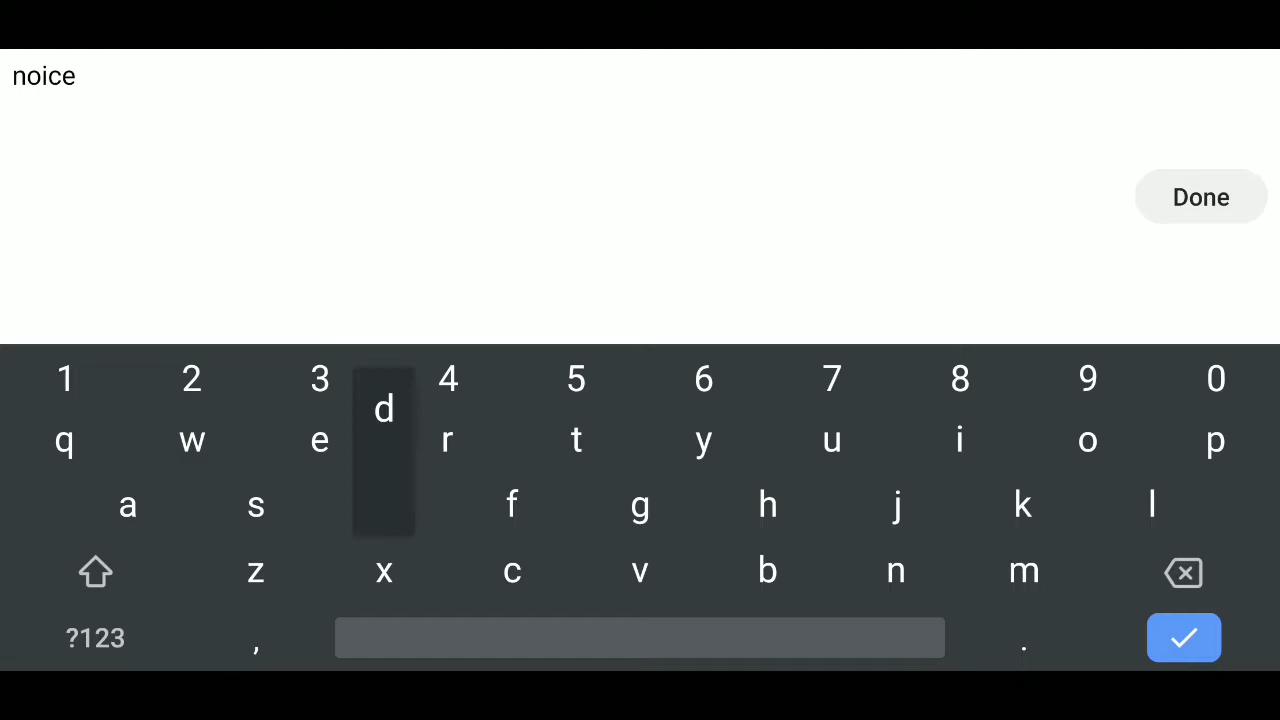 noice
Done
1 2 3 4 5 6 7 8 9 0
d
q w e r t y u i o p
a s f g h j k l
z x c v b n m
?123 , .